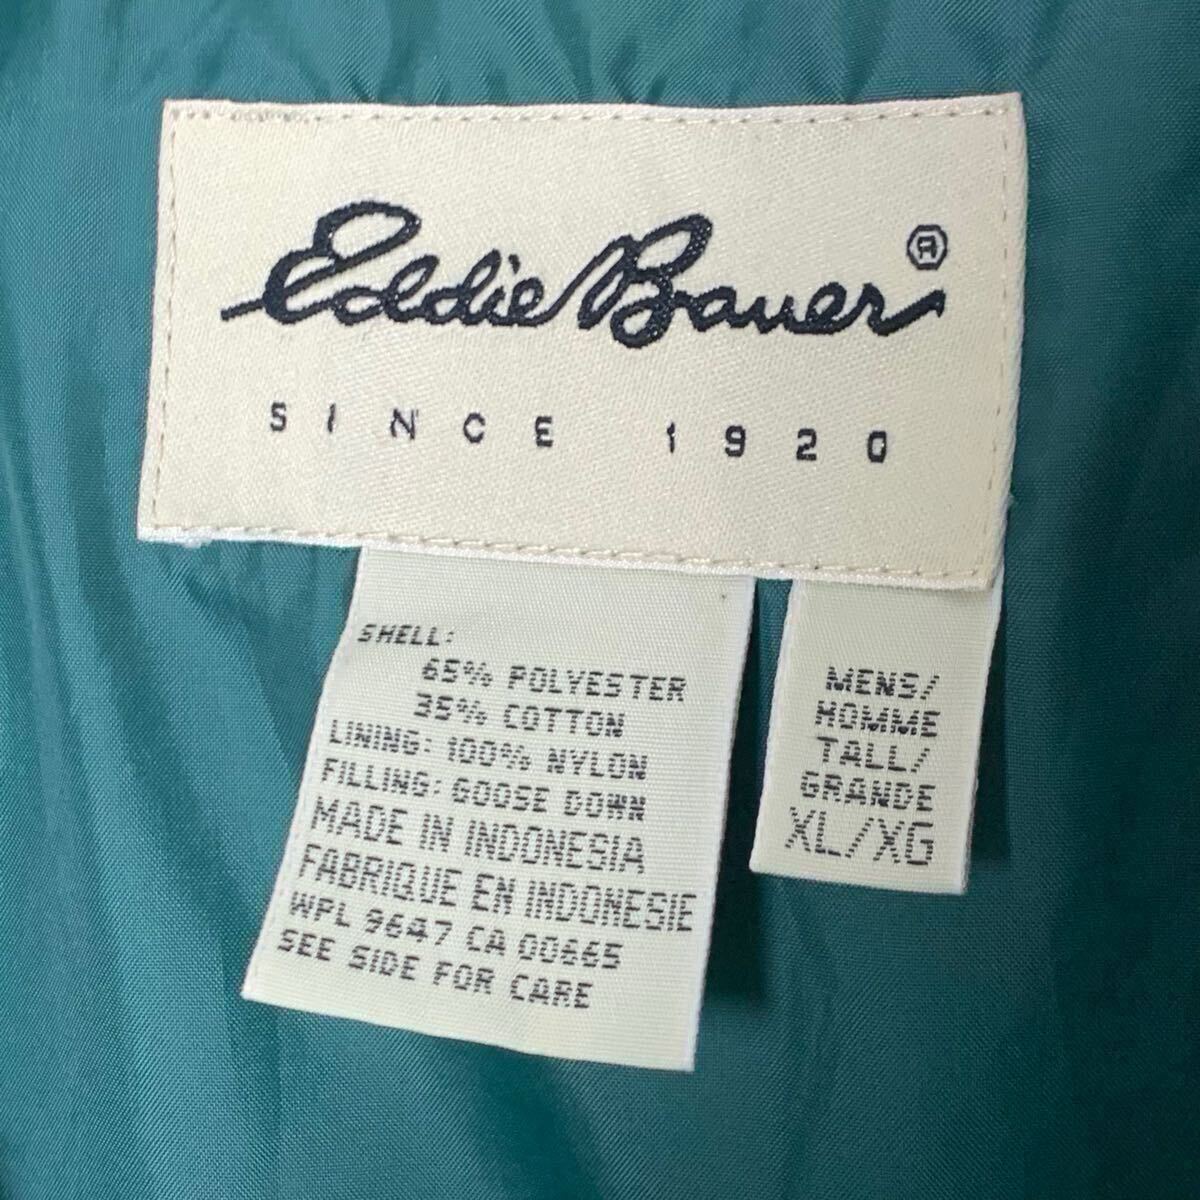 Eddie Bauer®
SINCE 1920
SHELL:
65% POLYESTER
35% COTTON
LINING: 100% NYLON
FILLING: GOOSE DOWN
MADE IN INDONESIA
FABRIQUE EN INDONESIE
WPL 9647 CA 00665
SEE SIDE FOR CARE
MENS/
HOMME
TALL/
GRANDE
XL/XG